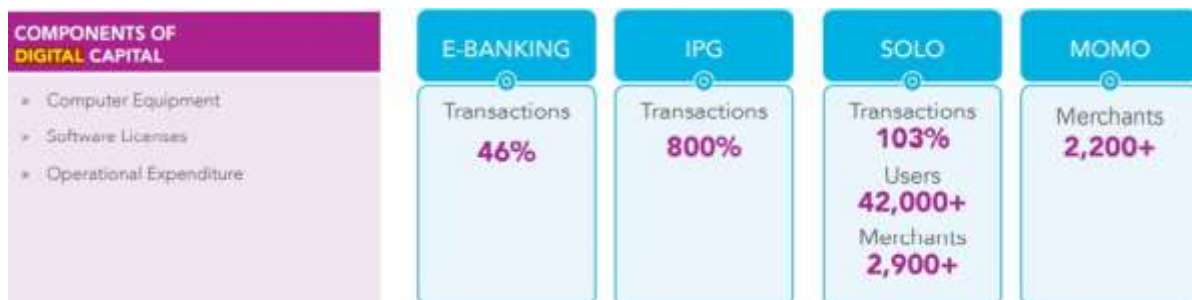 COMPONENTS OF
DIGITAL CAPITAL
» Computer Equipment
» Software Licenses
» Operational Expenditure
E-BANKING
Transactions
46%
IPG
Transactions
800%
SOLO
Transactions
103%
Users
42,000+
Merchants
2,900+
MOMO
Merchants
2,200+